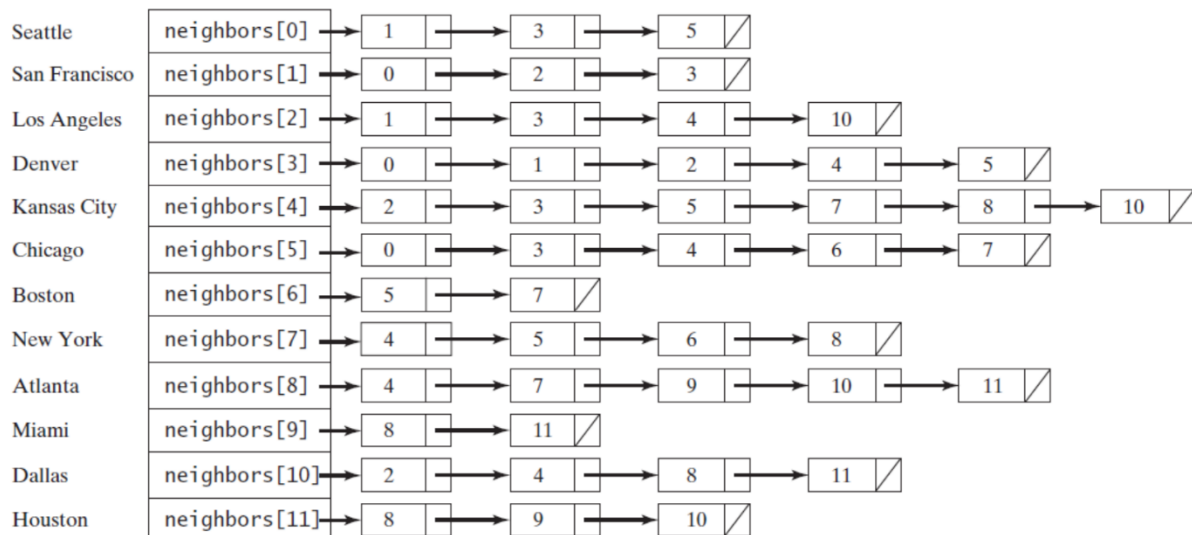 Seattle neighbors[0] 1 3 5
San Francisco neighbors[1] 0 2 3
Los Angeles neighbors[2] 1 3 4 10
Denver neighbors[3] 0 1 2 4 5
Kansas City neighbors[4] 2 3 5 7 8 10
Chicago neighbors[5] 0 3 4 6 7
Boston neighbors[6] 5 7
New York neighbors[7] 4 5 6 8
Atlanta neighbors[8] 4 7 9 10 11
Miami neighbors[9] 8 11
Dallas neighbors[10] 2 4 8 11
Houston neighbors[11] 8 9 10